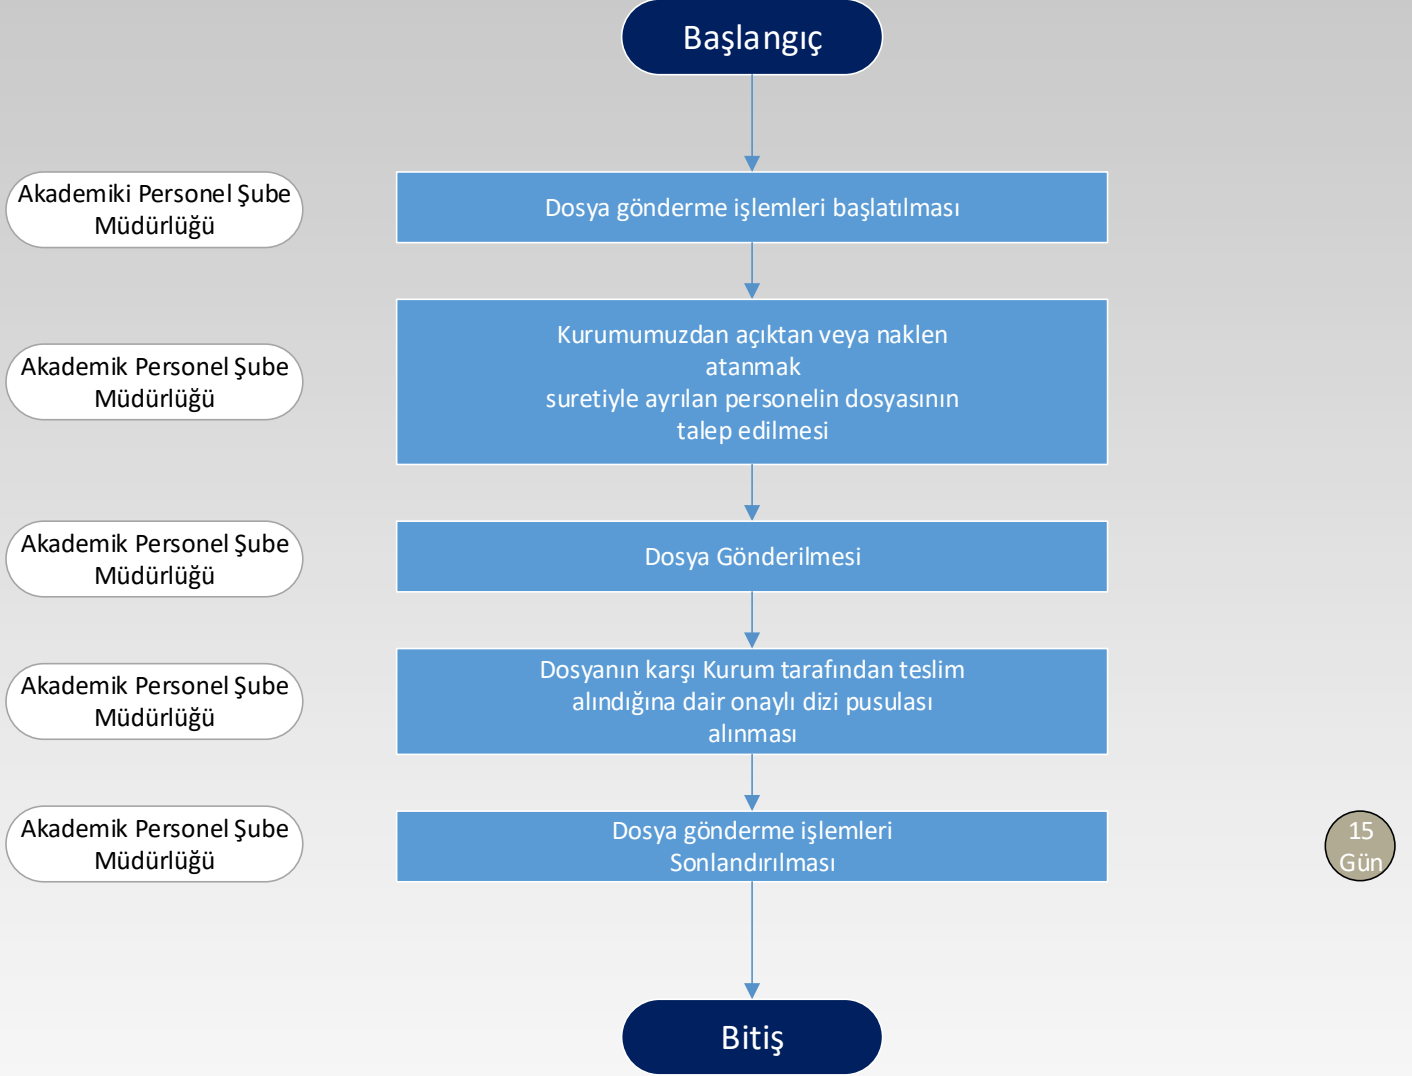 Başlangıç
Akademiki Personel Şube
Müdürlüğü
Dosya gönderme işlemleri başlatılması
Akademik Personel Şube
Müdürlüğü
Kurumumuzdan açıktan veya naklen
atanmak
suretiyle ayrılan personelin dosyasının
talep edilmesi
Akademik Personel Şube
Müdürlüğü
Dosya Gönderilmesi
Akademik Personel Şube
Müdürlüğü
Dosyanın karşı Kurum tarafından teslim
alındığına dair onaylı dizi pusulası
alınması
Akademik Personel Şube
Müdürlüğü
Dosya gönderme işlemleri
Sonlandırılması
15
Gün
Bitiş